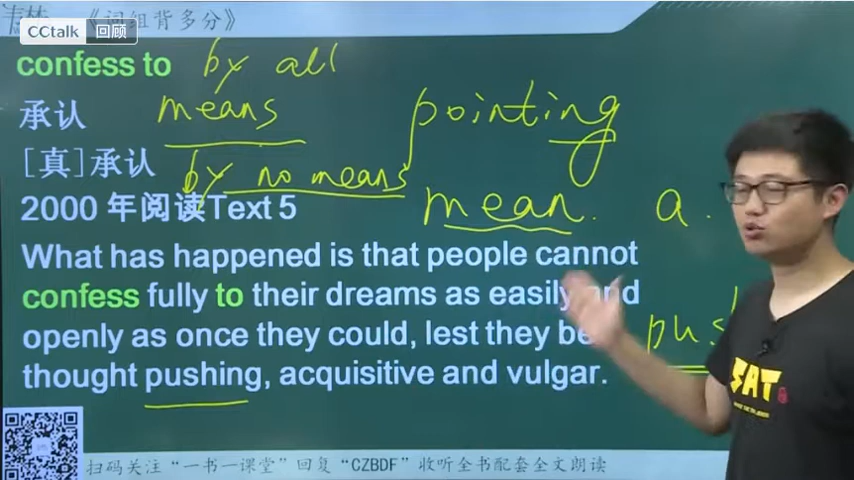 《词组背多分》
CCtalk 回顾
confess to
by all
means
pointing
承认
[真]承认
by no means
2000 年阅读Text 5
mean. a.
What has happened is that people cannot
confess fully to their dreams as easily and
openly as once they could, lest they be
thought pushing, acquisitive and vulgar.
扫码关注“一书一课堂”回复“CZBDF”收听全书配套全文朗读